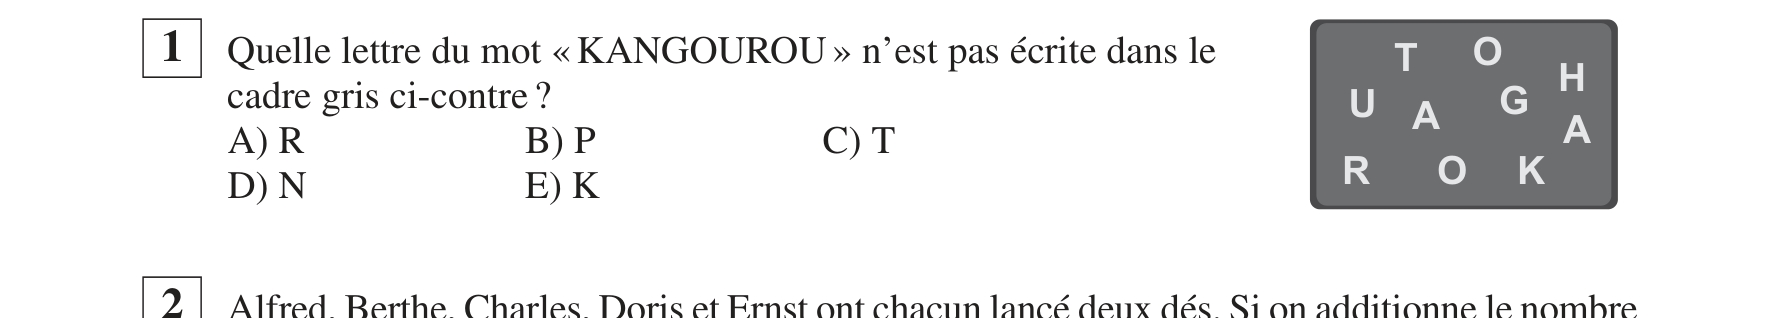 1 Quelle lettre du mot « KANGOUROU » n’est pas écrite dans le
cadre gris ci-contre ?
A) R B) P C) T
D) N E) K
T O H
U A G A
R O K
2 Alfred, Berthe, Charles, Doris et Ernst ont chacun lancé deux dés. Si on additionne le nombre